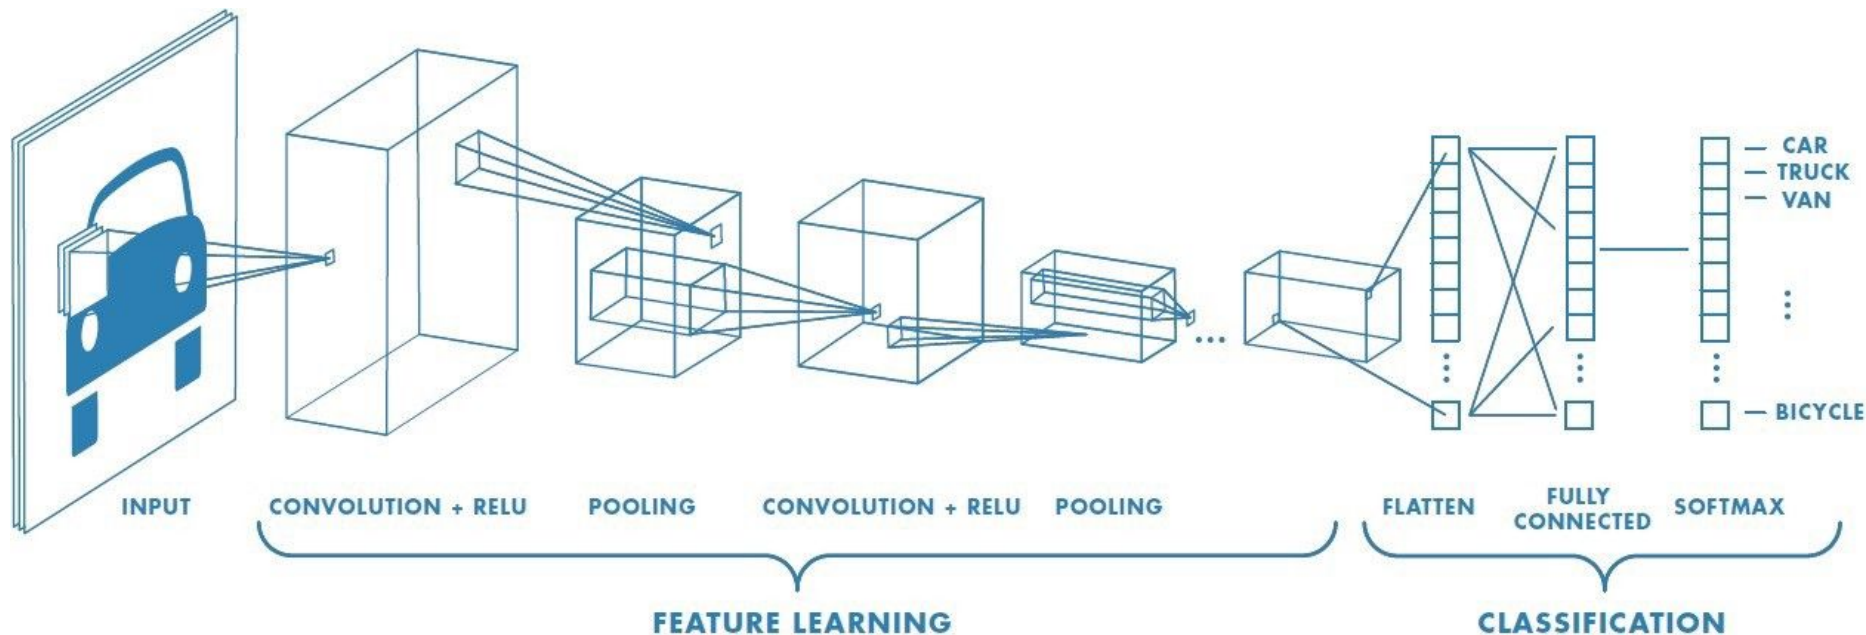 CAR
TRUCK
VAN
BICYCLE
INPUT
CONVOLUTION + RELU
POOLING
CONVOLUTION + RELU
POOLING
FLATTEN
FULLY
CONNECTED
SOFTMAX
FEATURE LEARNING
CLASSIFICATION